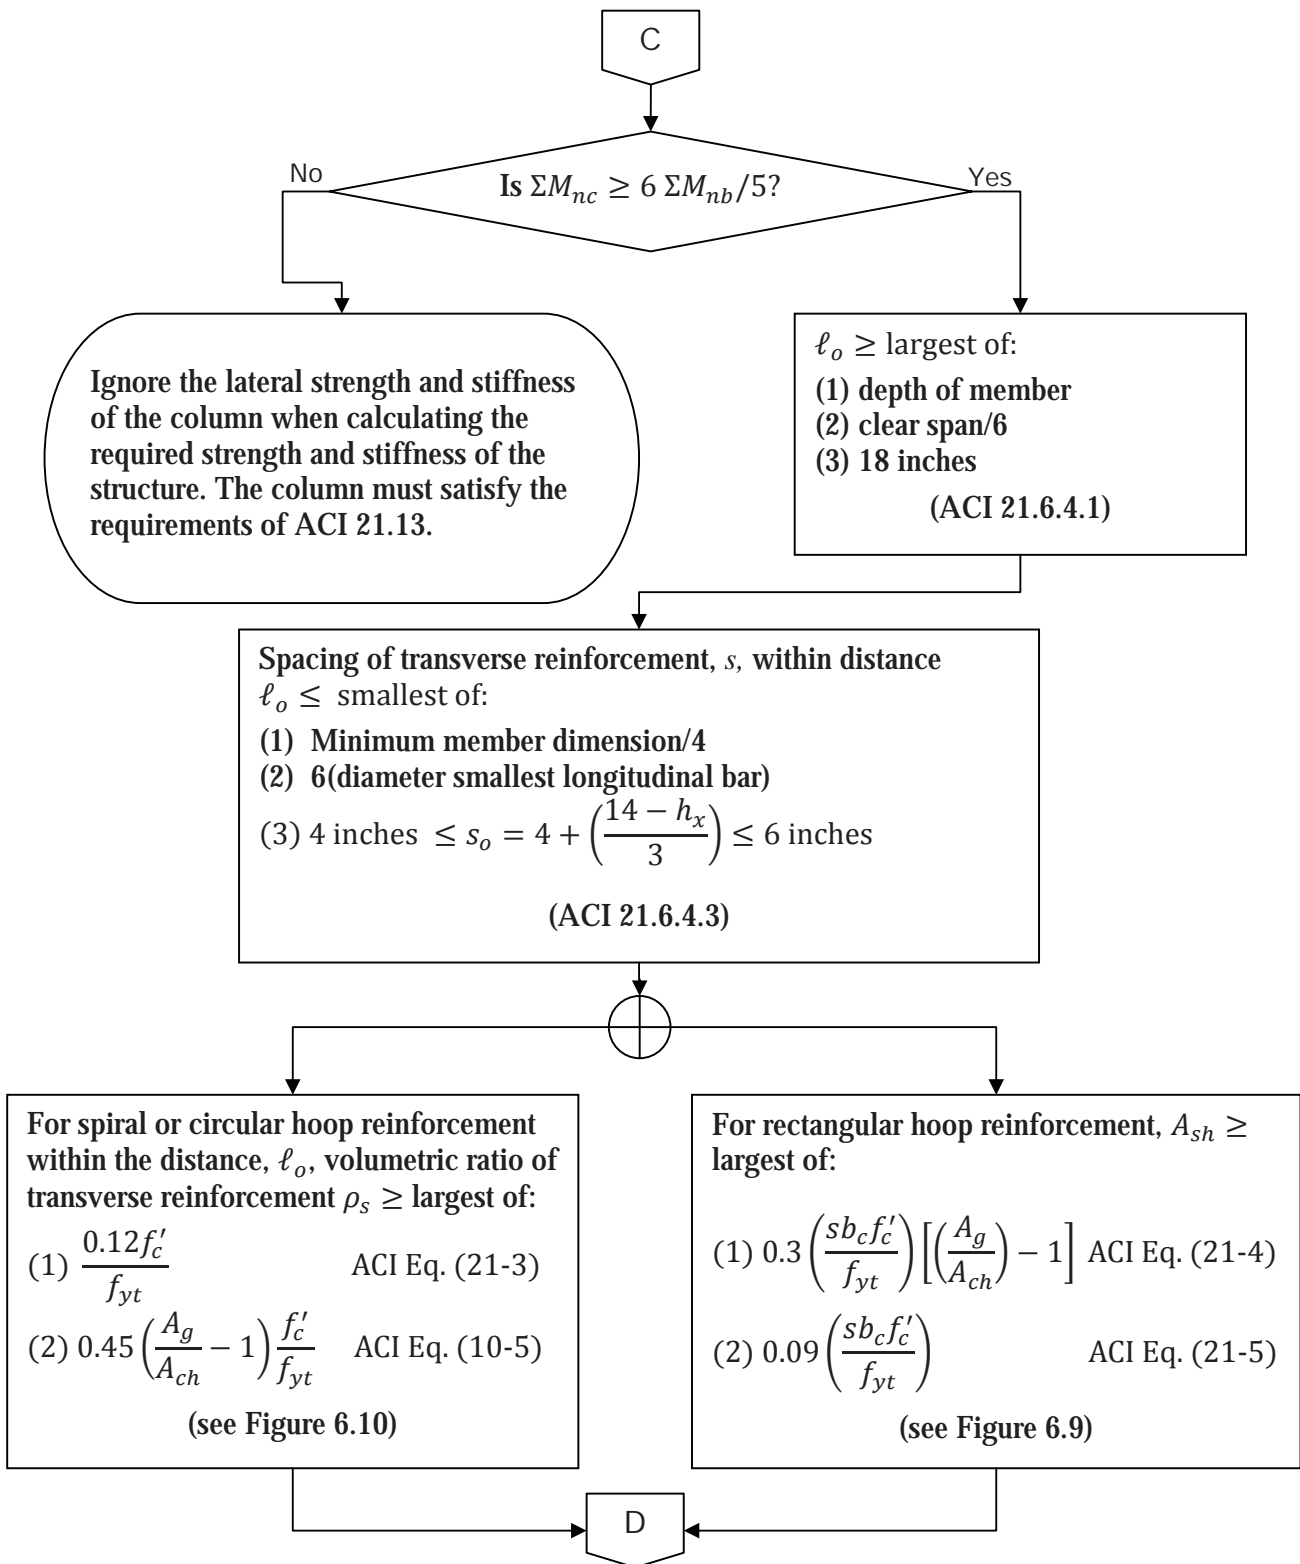 C
No
Is ΣM_nc ≥ 6 ΣM_nb/5?
Yes
Ignore the lateral strength and stiffness
of the column when calculating the
required strength and stiffness of the
structure. The column must satisfy the
requirements of ACI 21.13.
ℓ_o ≥ largest of:
(1) depth of member
(2) clear span/6
(3) 18 inches
(ACI 21.6.4.1)
Spacing of transverse reinforcement, s, within distance
ℓ_o ≤ smallest of:
(1) Minimum member dimension/4
(2) 6(diameter smallest longitudinal bar)
(3) 4 inches ≤ s_o = 4 + ((14 − h_x)/3) ≤ 6 inches
(ACI 21.6.4.3)
For spiral or circular hoop reinforcement
within the distance, ℓ_o, volumetric ratio of
transverse reinforcement ρ_s ≥ largest of:
(1) 0.12f_c′/f_yt ACI Eq. (21-3)
(2) 0.45 (A_g/A_ch − 1) f_c′/f_yt ACI Eq. (10-5)
(see Figure 6.10)
For rectangular hoop reinforcement, A_sh ≥
largest of:
(1) 0.3 (sb_c f_c′/f_yt) [(A_g/A_ch) − 1] ACI Eq. (21-4)
(2) 0.09 (sb_c f_c′/f_yt) ACI Eq. (21-5)
(see Figure 6.9)
D